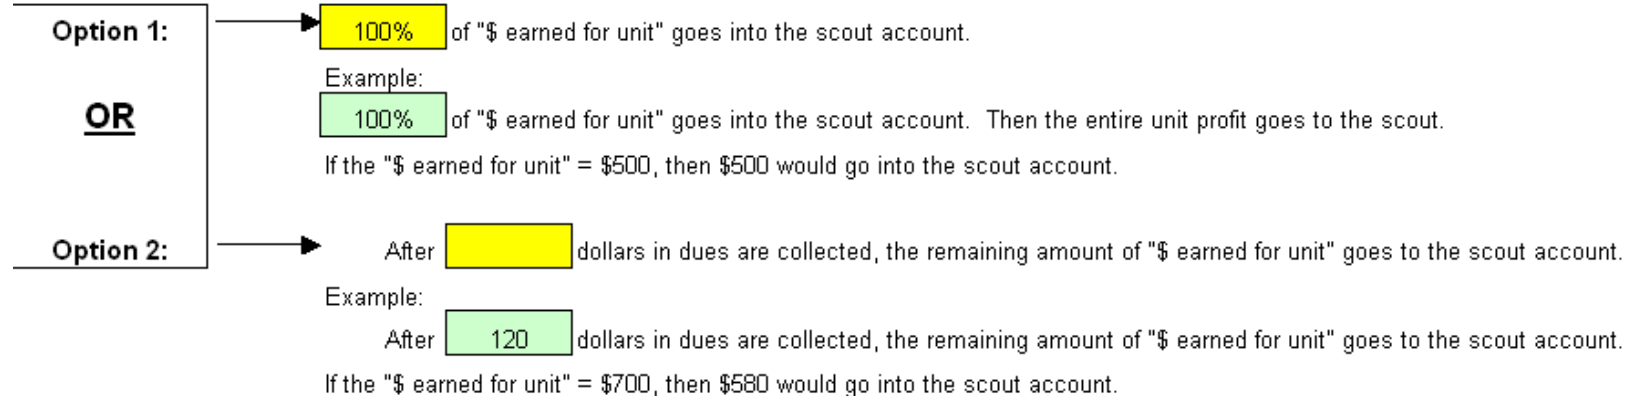 Option 1: 100% of "$ earned for unit" goes into the scout account.
Example:
OR 100% of "$ earned for unit" goes into the scout account. Then the entire unit profit goes to the scout.
If the "$ earned for unit" = $500, then $500 would go into the scout account.
Option 2: After dollars in dues are collected, the remaining amount of "$ earned for unit" goes to the scout account.
Example:
After 120 dollars in dues are collected, the remaining amount of "$ earned for unit" goes to the scout account.
If the "$ earned for unit" = $700, then $580 would go into the scout account.